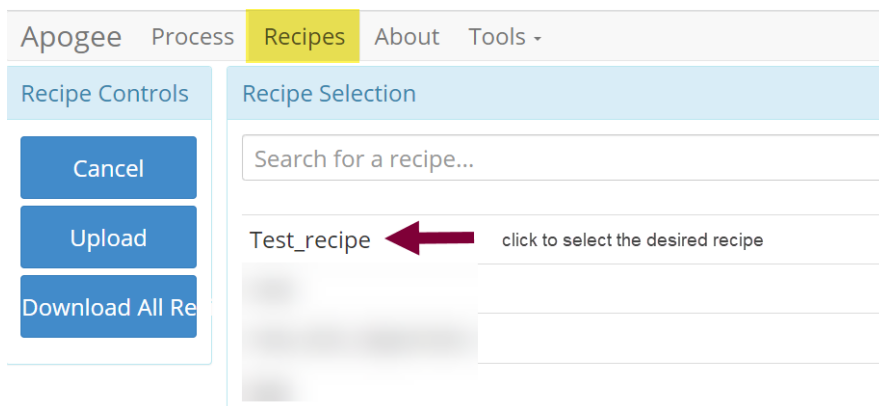 Apogee Process Recipes About Tools
Recipe Controls
Recipe Selection
Cancel
Upload
Download All Re
Search for a recipe...
Test_recipe click to select the desired recipe